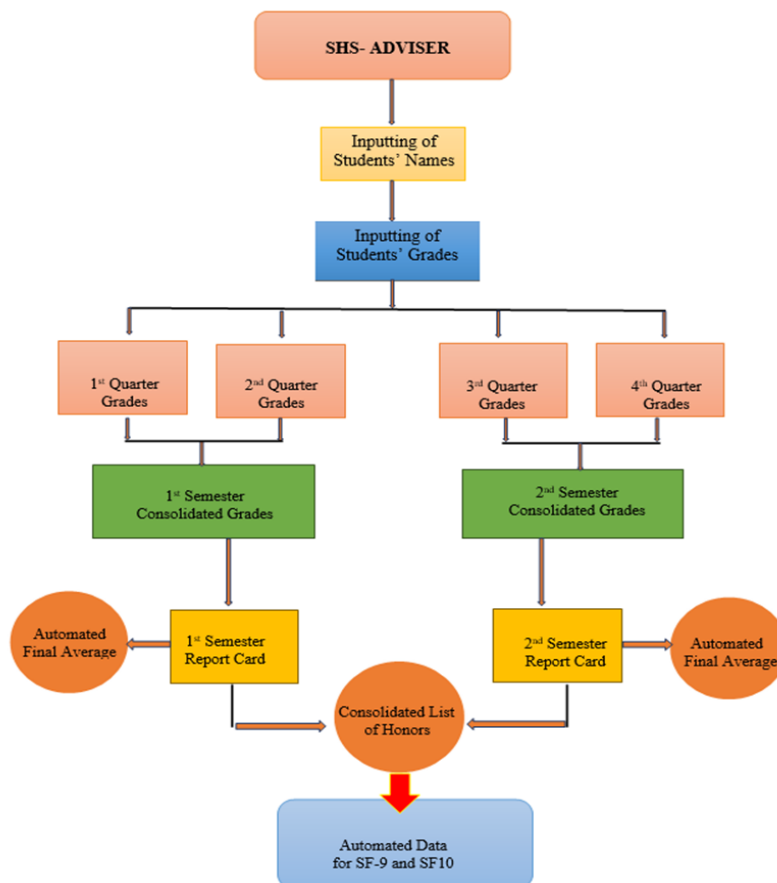 SHS- ADVISER
Inputting of
Students’ Names
Inputting of
Students’ Grades
1st Quarter
Grades
2nd Quarter
Grades
3rd Quarter
Grades
4th Quarter
Grades
1st Semester
Consolidated Grades
2nd Semester
Consolidated Grades
Automated
Final Average
1st Semester
Report Card
2nd Semester
Report Card
Automated
Final Average
Consolidated List
of Honors
Automated Data
for SF-9 and SF10